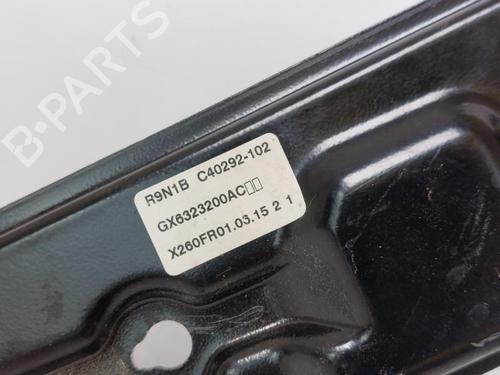 B-PARTS
R9N1B C40292-102
GX6323200AC□□
X260FR01.03.15 2 1